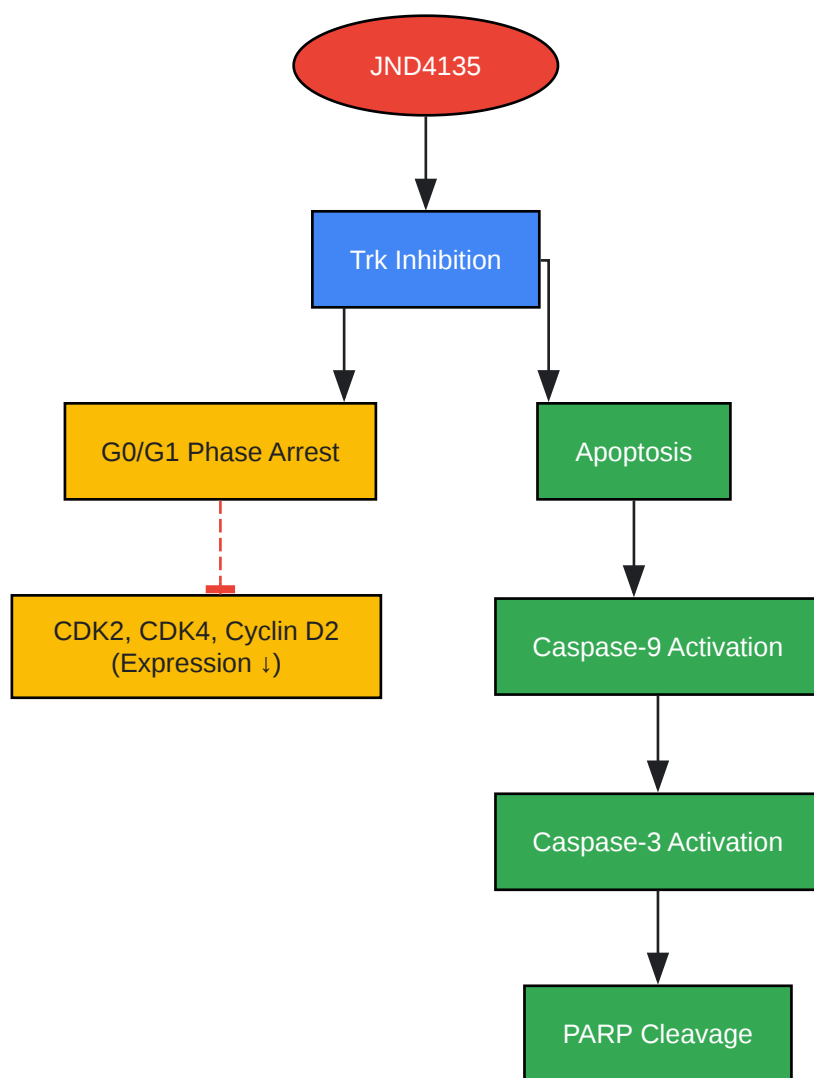 JND4135
Trk Inhibition
G0/G1 Phase Arrest
Apoptosis
CDK2, CDK4, Cyclin D2
(Expression ↓)
Caspase-9 Activation
Caspase-3 Activation
PARP Cleavage